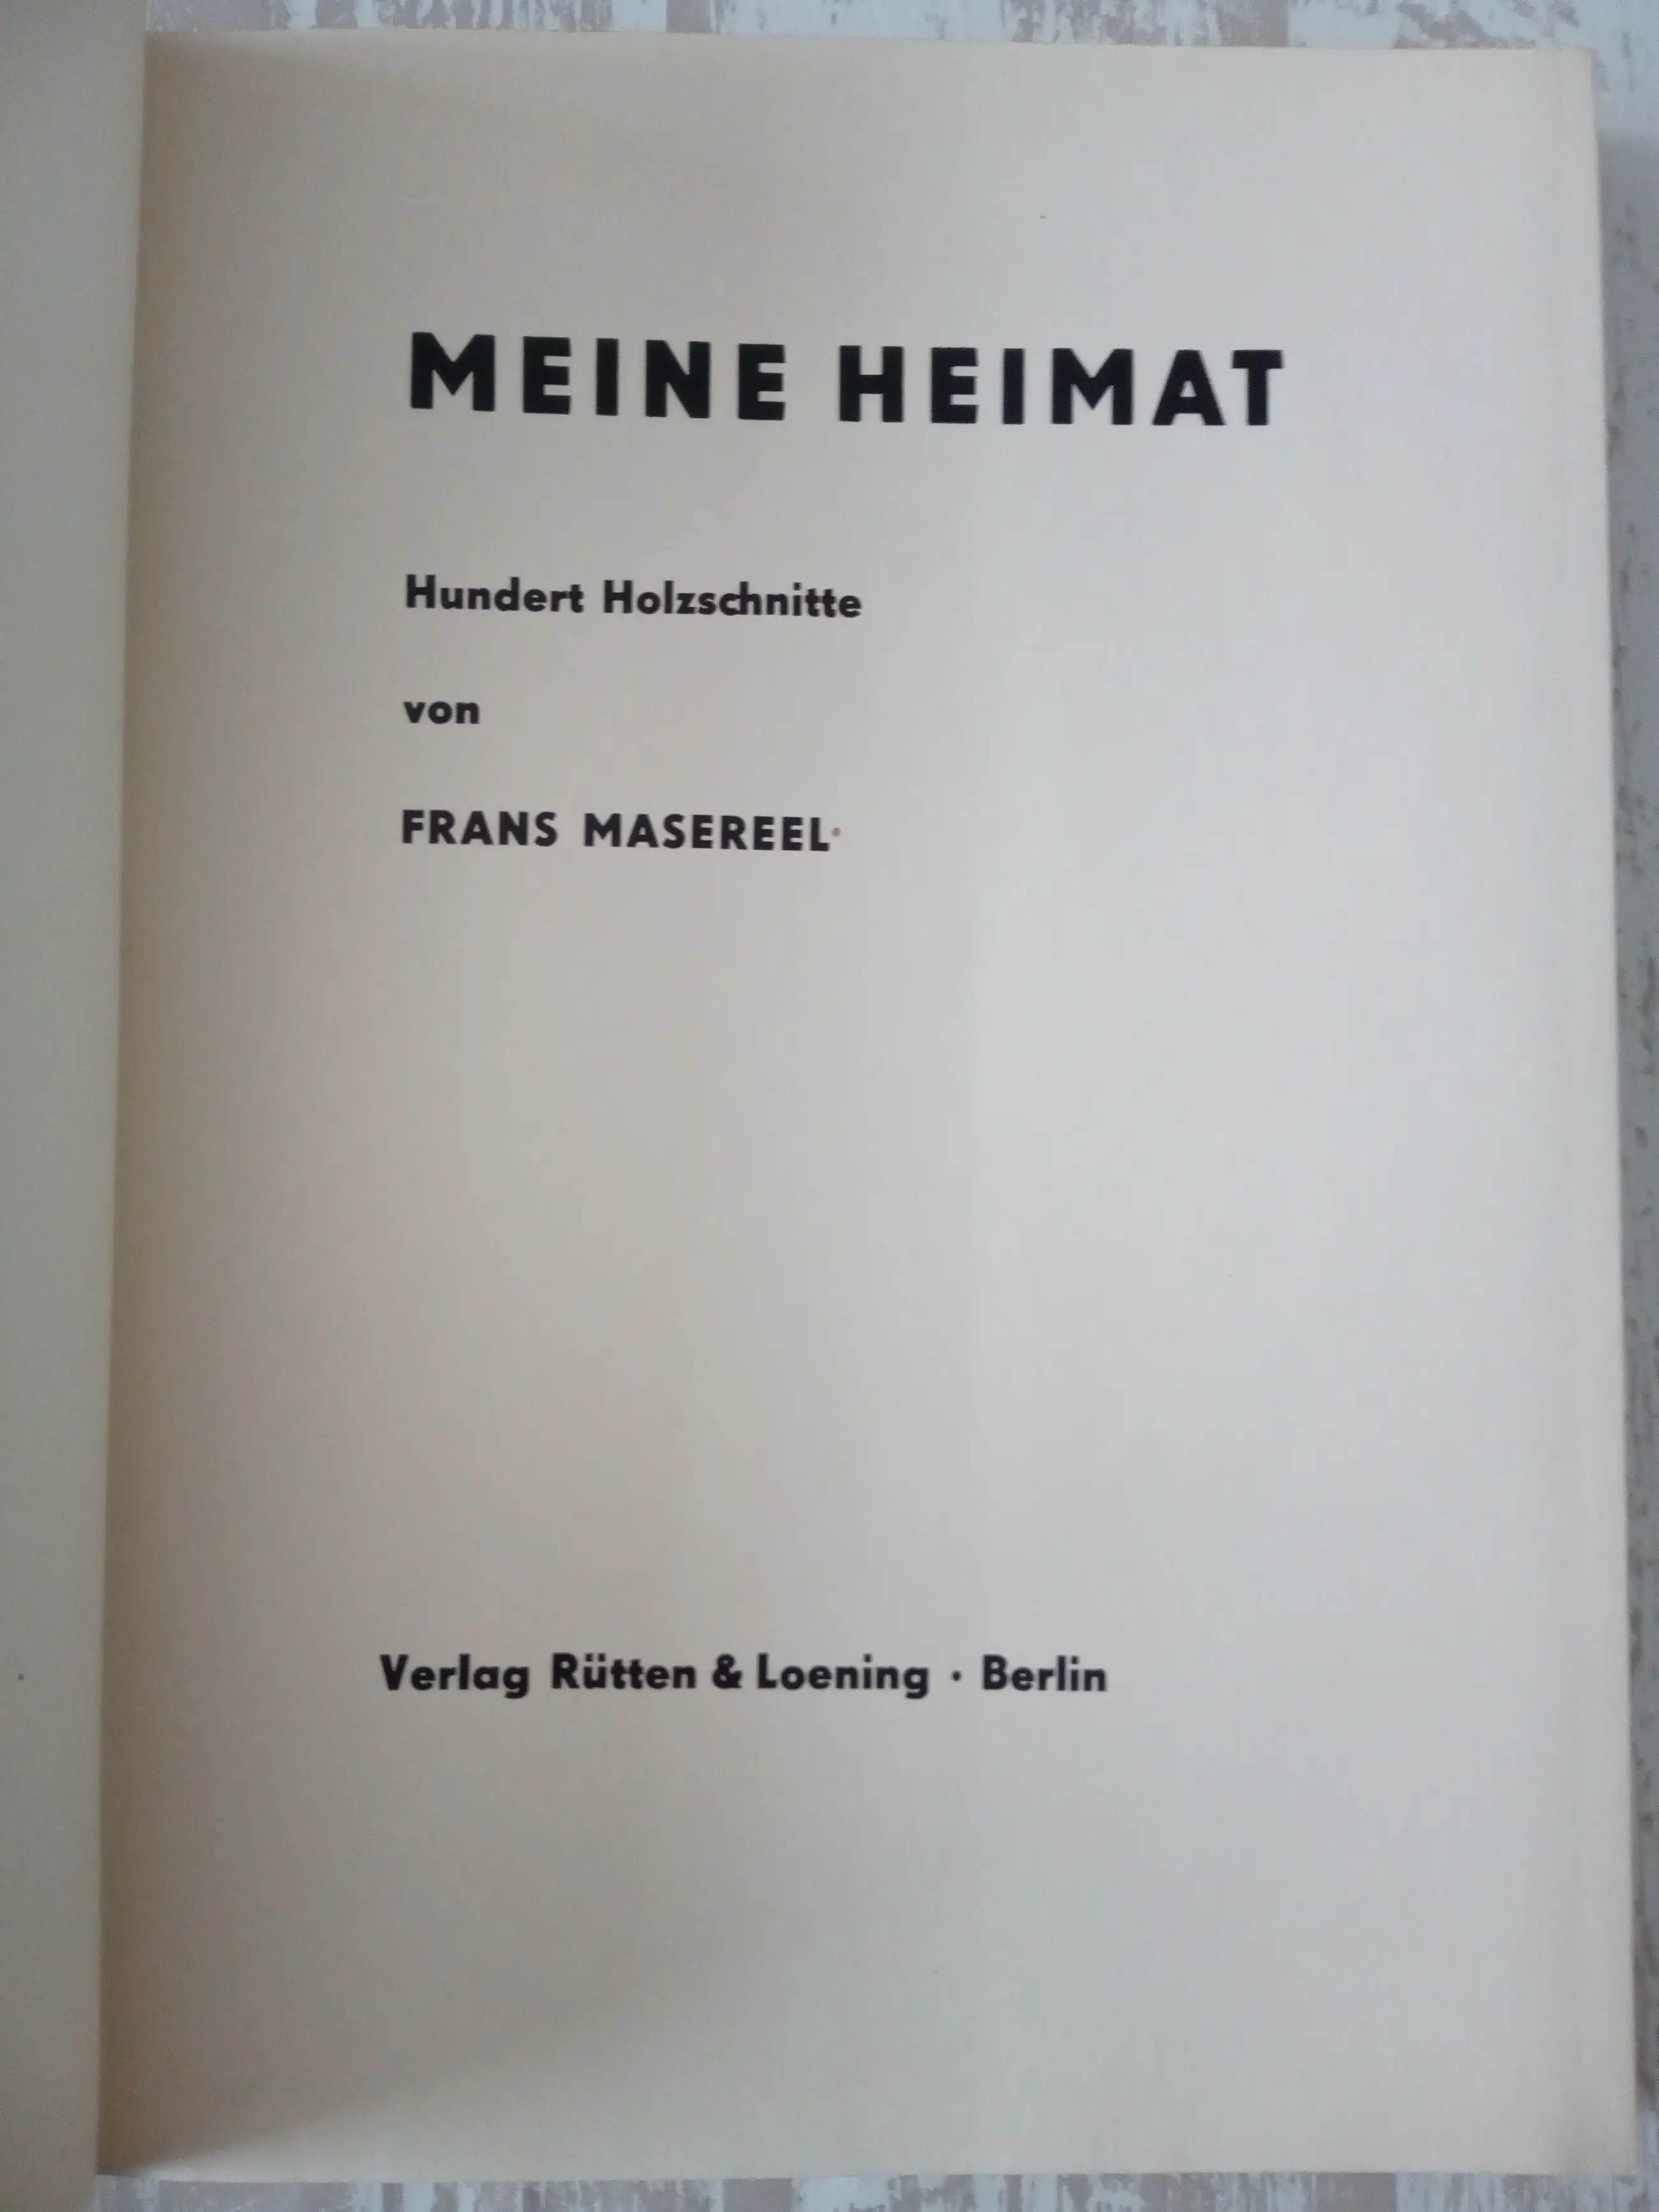 MEINE HEIMAT
Hundert Holzschnitte
von
FRANS MASEREEL
Verlag Rütten & Loening · Berlin